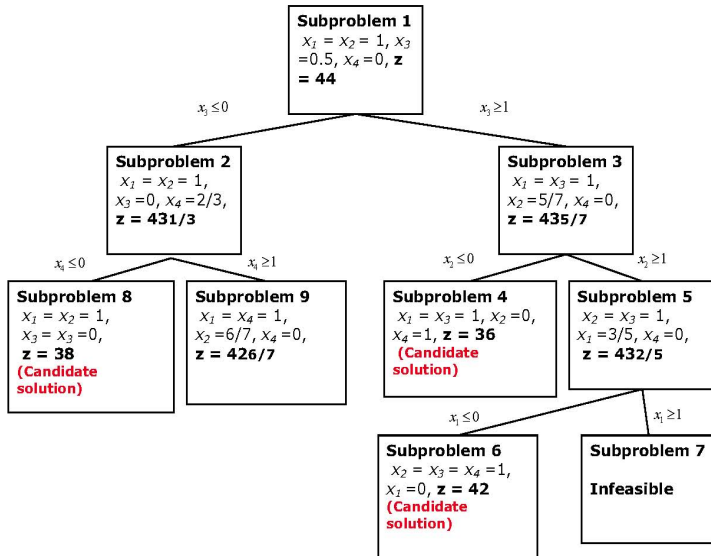 Subproblem 1
x₁ = x₂ = 1, x₃
=0.5, x₄ =0, z
= 44
x₃ ≤ 0
x₃ ≥ 1
Subproblem 2
x₁ = x₂ = 1,
x₃ =0, x₄ =2/3,
z = 431/3
Subproblem 3
x₁ = x₃ = 1,
x₂ =5/7, x₄ =0,
z = 435/7
x₄ ≤ 0
x₄ ≥ 1
x₂ ≤ 0
x₂ ≥ 1
Subproblem 8
x₁ = x₂ = 1,
x₃ = x₃ =0,
z = 38
(Candidate
solution)
Subproblem 9
x₁ = x₄ = 1,
x₂ =6/7, x₄ =0,
z = 426/7
Subproblem 4
x₁ = x₃ = 1, x₂ =0,
x₄ =1, z = 36
(Candidate
solution)
Subproblem 5
x₂ = x₃ = 1,
x₁ =3/5, x₄ =0,
z = 432/5
x₁ ≤ 0
x₁ ≥ 1
Subproblem 6
x₂ = x₃ = x₄ =1,
x₁ =0, z = 42
(Candidate
solution)
Subproblem 7
Infeasible